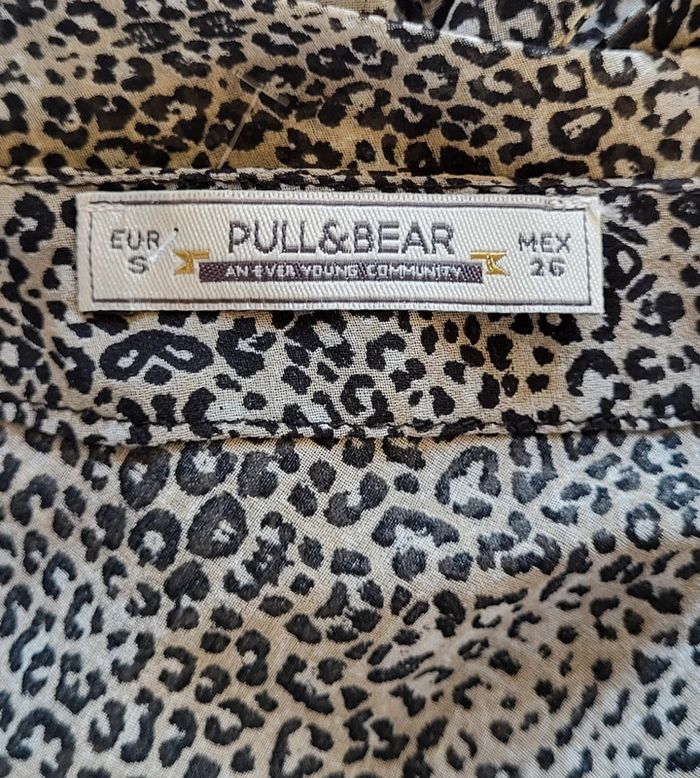 EUR
S
PULL&BEAR
AN EVER YOUNG COMMUNITY
MEX
26